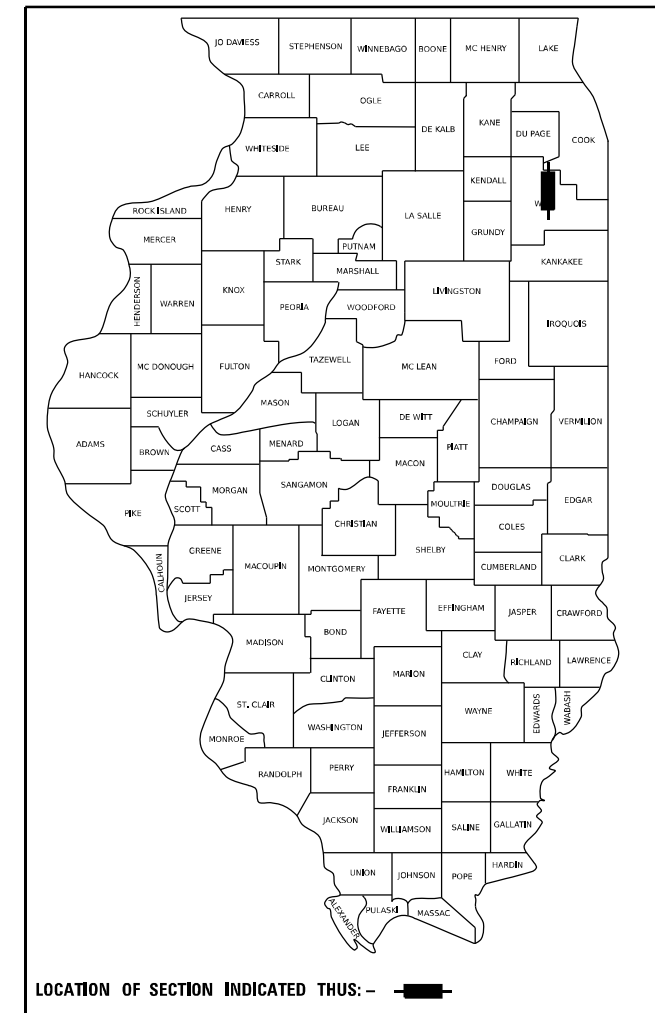 JO DAVIESS
STEPHENSON
WINNEBAGO
BOONE
MC HENRY
LAKE
CARROLL
OGLE
DE KALB
KANE
DU PAGE
COOK
WHITESIDE
LEE
KENDALL
ROCK ISLAND
HENRY
BUREAU
LA SALLE
GRUNDY
MERCER
PUTNAM
KANKAKEE
STARK
MARSHALL
HENDERSON
WARREN
KNOX
PEORIA
WOODFORD
LIVINGSTON
IROQUOIS
HANCOCK
MC DONOUGH
FULTON
TAZEWELL
MC LEAN
FORD
MASON
SCHUYLER
LOGAN
DE WITT
CHAMPAIGN
VERMILION
ADAMS
BROWN
CASS
MENARD
PIATT
MACON
SANGAMON
MORGAN
DOUGLAS
EDGAR
PIKE
SCOTT
CHRISTIAN
MOULTRIE
COLES
GREENE
SHELBY
CALHOUN
MACOUPIN
MONTGOMERY
CUMBERLAND
CLARK
JERSEY
FAYETTE
EFFINGHAM
JASPER
CRAWFORD
MADISON
BOND
CLAY
RICHLAND
LAWRENCE
MARION
CLINTON
ST. CLAIR
WAYNE
EDWARDS
WABASH
WASHINGTON
JEFFERSON
MONROE
RANDOLPH
PERRY
HAMILTON
WHITE
FRANKLIN
JACKSON
WILLIAMSON
SALINE
GALLATIN
HARDIN
UNION
JOHNSON
POPE
ALEXANDER
PULASKI
MASSAC
LOCATION OF SECTION INDICATED THUS: –